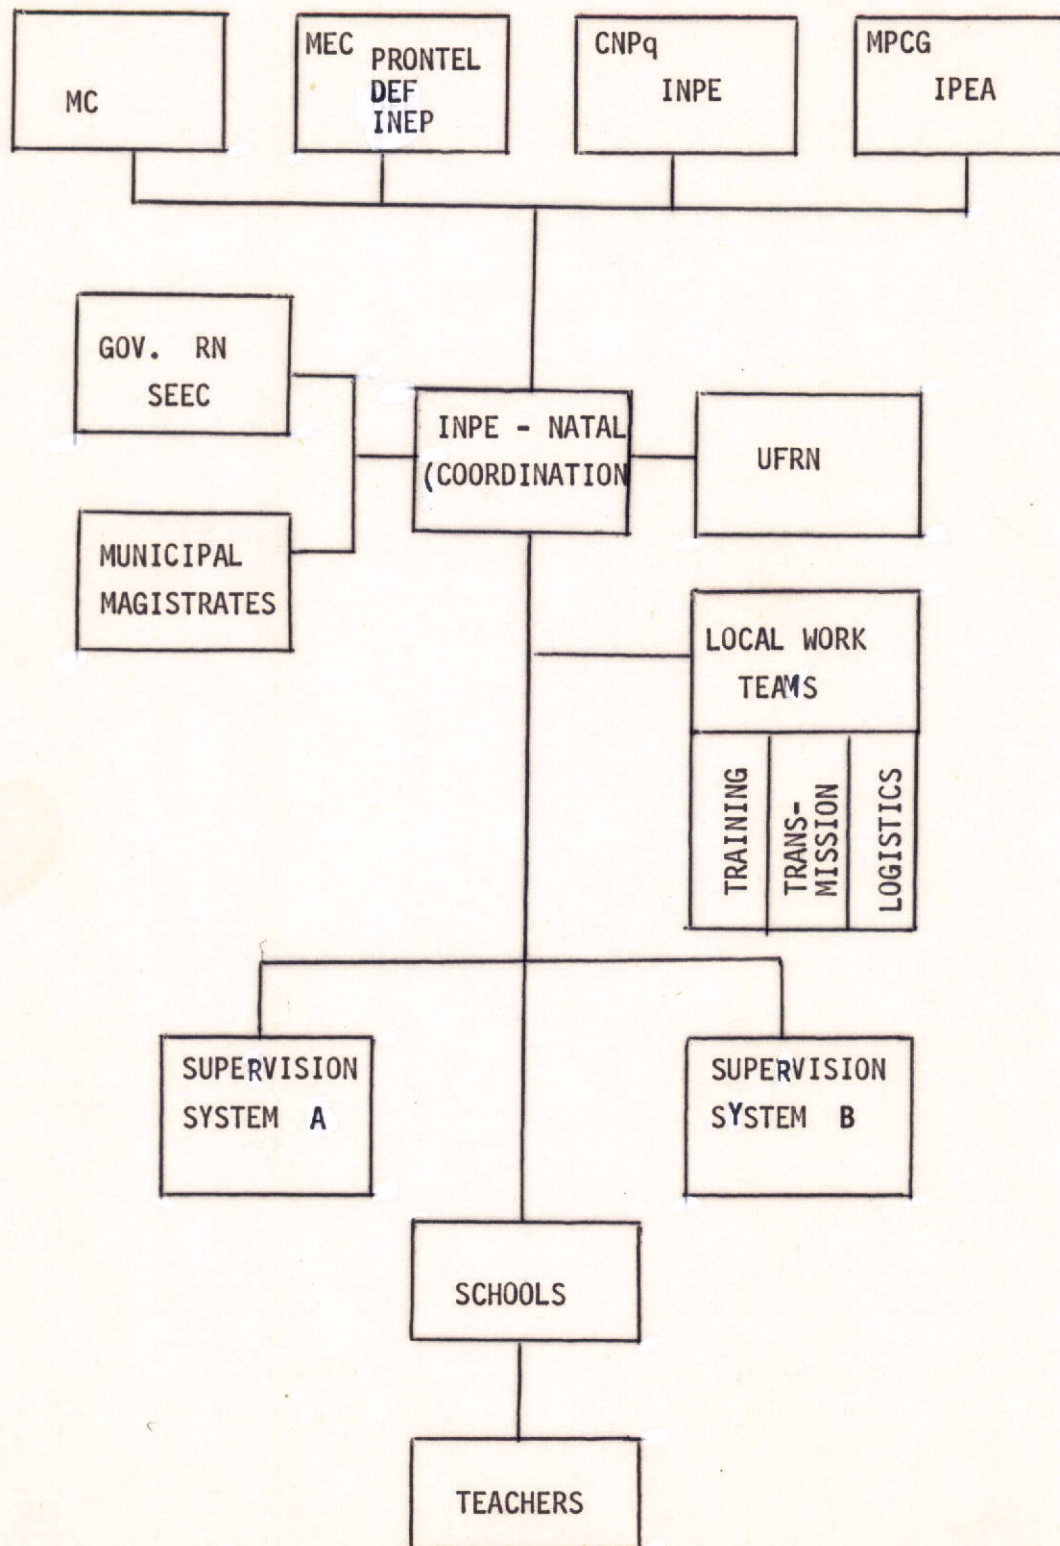 MC
MEC PRONTEL
DEF
INEP
CNPq
INPE
MPCG
IPEA
GOV. RN
SEEC
INPE - NATAL
(COORDINATION
UFRN
MUNICIPAL
MAGISTRATES
LOCAL WORK
TEAMS
TRAINING
TRANS-
MISSION
LOGISTICS
SUPERVISION
SYSTEM A
SUPERVISION
SYSTEM B
SCHOOLS
TEACHERS